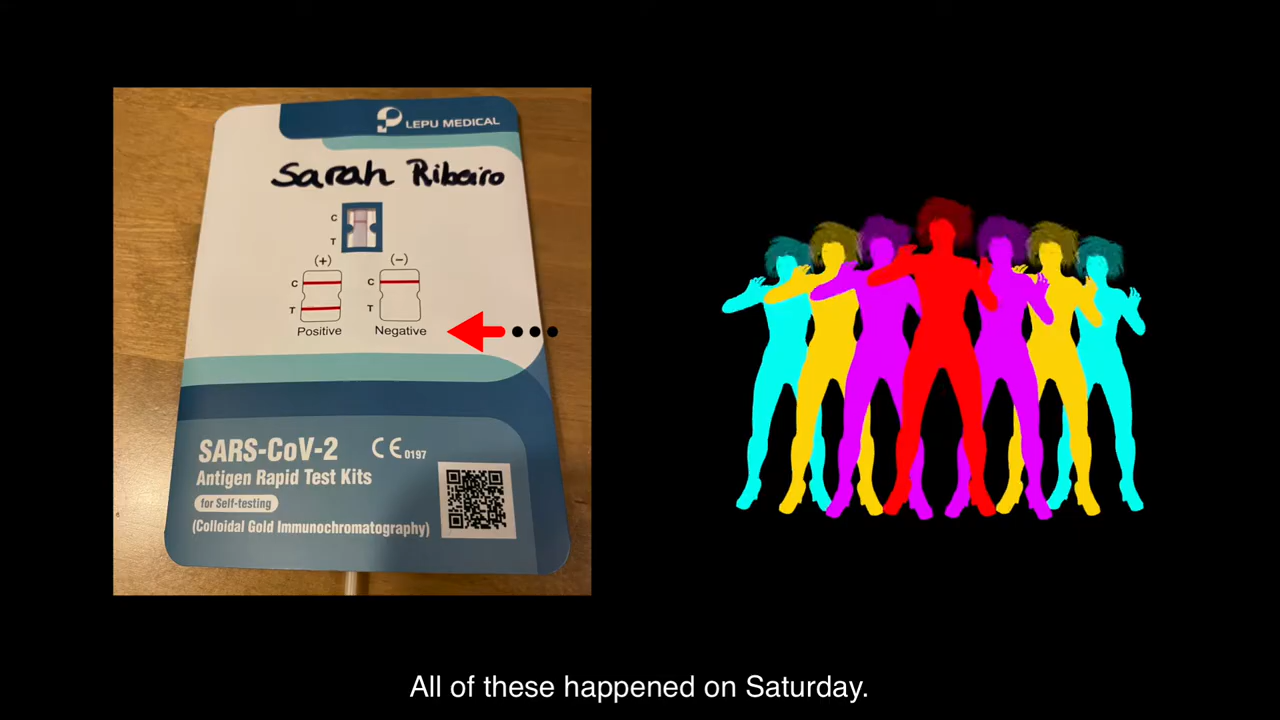 LEPU MEDICAL
Sarah Ribeiro
C
T
(+) (−)
C C
T T
Positive Negative
SARS-CoV-2 CE 0197
Antigen Rapid Test Kits
for Self-testing
(Colloidal Gold Immunochromatography)
All of these happened on Saturday.